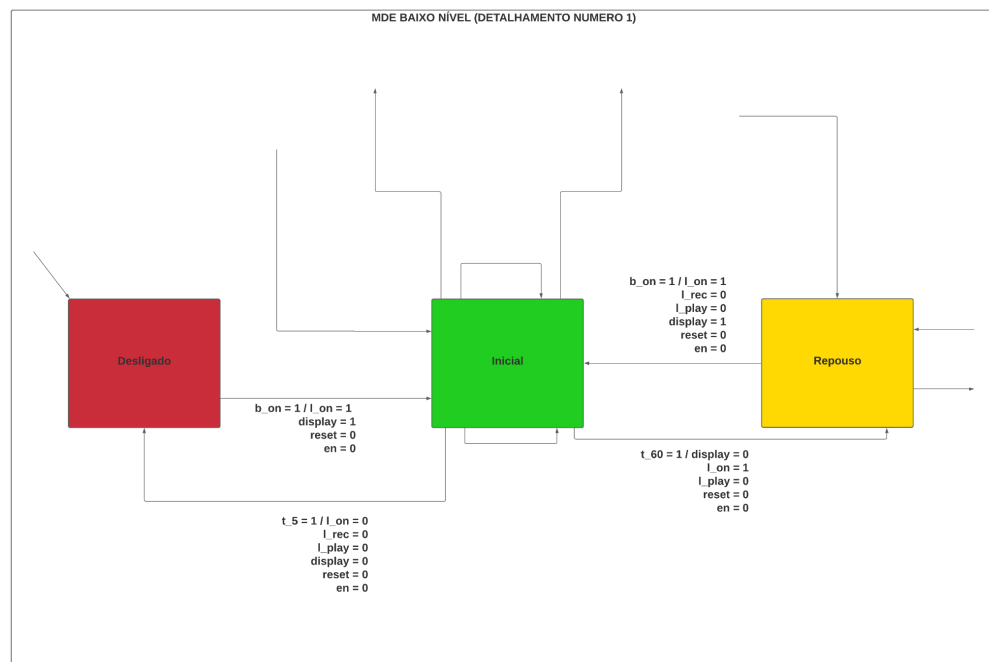 MDE BAIXO NÍVEL (DETALHAMENTO NUMERO 1)
b_on = 1 / l_on = 1
l_rec = 0
l_play = 0
display = 1
reset = 0
en = 0
Desligado
Inicial
Repouso
b_on = 1 / l_on = 1
display = 1
reset = 0
en = 0
t_60 = 1 / display = 0
l_on = 1
l_play = 0
reset = 0
en = 0
t_5 = 1 / l_on = 0
l_rec = 0
l_play = 0
display = 0
reset = 0
en = 0